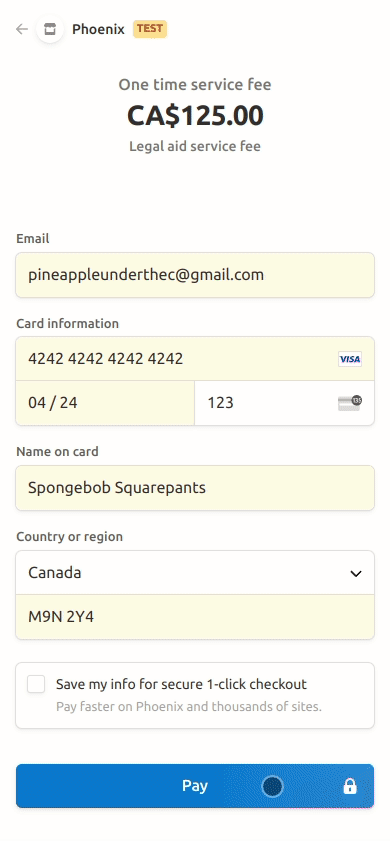 Phoenix TEST
One time service fee
CA$125.00
Legal aid service fee
Email
pineappleunderthec@gmail.com
Card information
4242 4242 4242 4242 VISA
04 / 24 123 135
Name on card
Spongebob Squarepants
Country or region
Canada
M9N 2Y4
Save my info for secure 1-click checkout
Pay faster on Phoenix and thousands of sites.
Pay